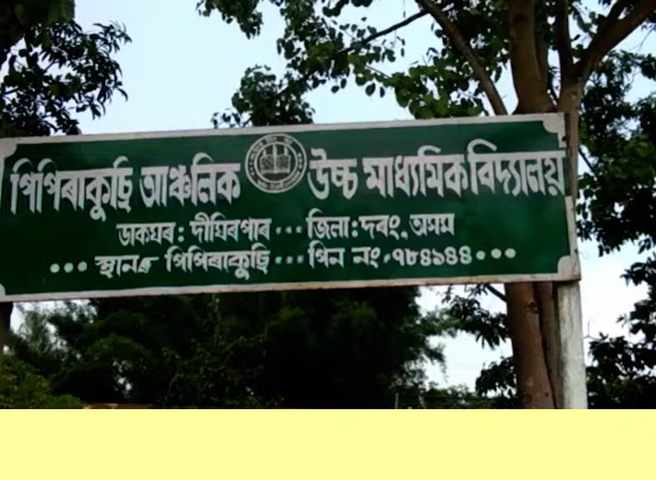 পিপিৰাকুছি আঞ্চলিক উচ্চ মাধ্যমিক বিদ্যালয়
ডাকঘৰ: দীঘিৰপাৰ ••• জিলা: দৰং, অসম
••• স্থানঃ পিপিৰাকুছি ••• পিন নং-৭৮৪১৪৪•••